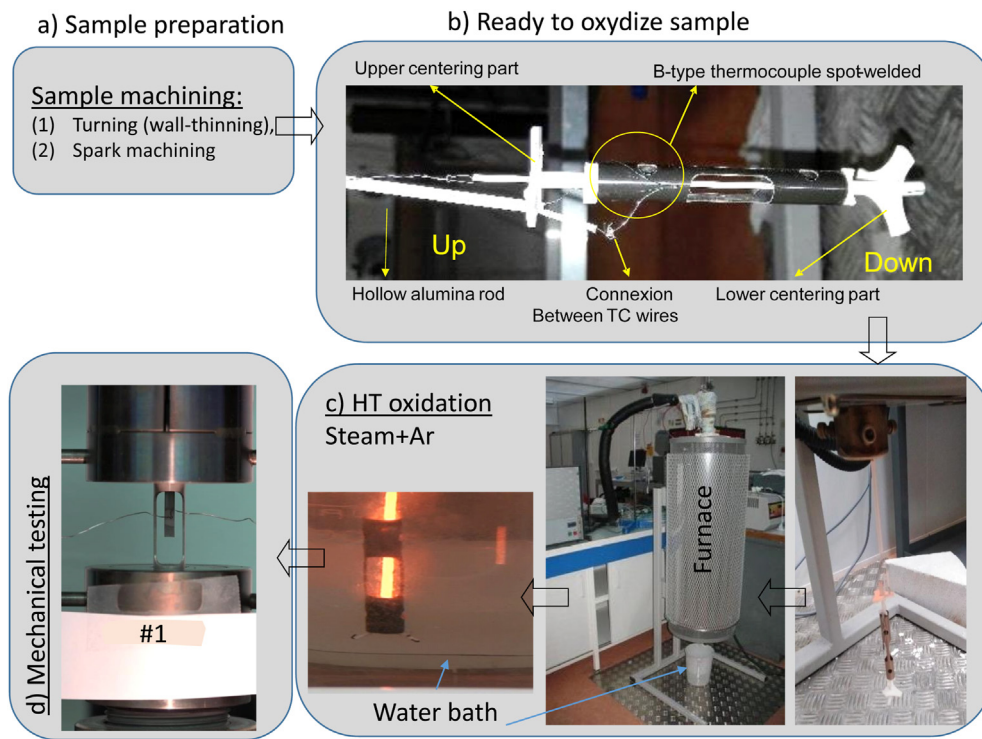 a) Sample preparation
Sample machining:
(1) Turning (wall-thinning),
(2) Spark machining
b) Ready to oxydize sample
Upper centering part
B-type thermocouple spot-welded
Up
Down
Hollow alumina rod
Connexion
Between TC wires
Lower centering part
c) HT oxidation
Steam+Ar
Furnace
Water bath
d) Mechanical testing
#1